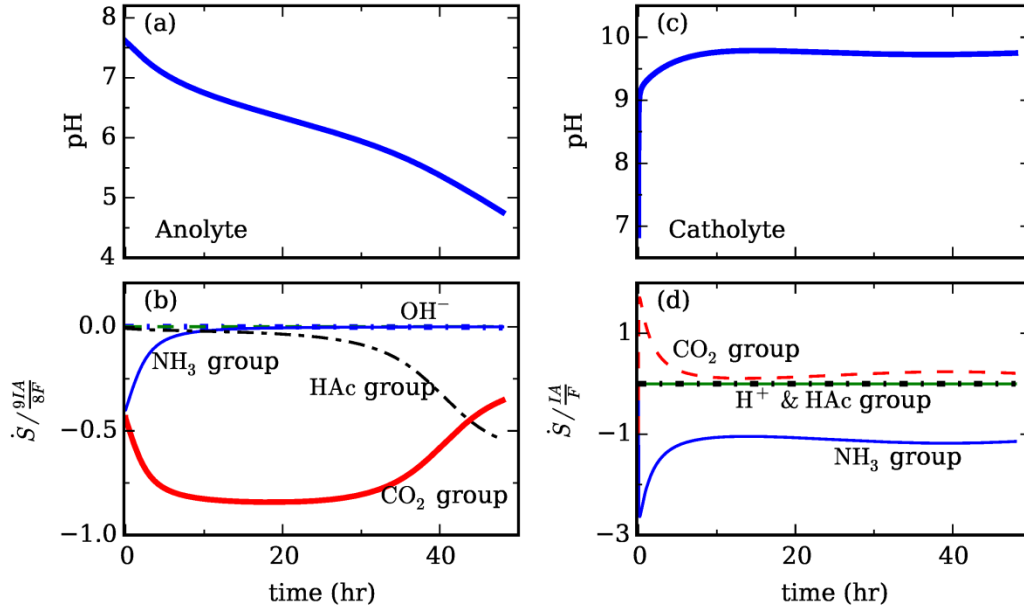 (a)
8
7
6
5
4
pH
Anolyte
(c)
10
9
8
7
pH
Catholyte
(b)
0.0
−0.5
−1.0
Ṡ/ 9IA/8F
OH⁻
NH₃ group
HAc group
CO₂ group
0
20
40
time (hr)
(d)
1
−1
−3
Ṡ/ IA/F
CO₂ group
H⁺ & HAc group
NH₃ group
0
20
40
time (hr)